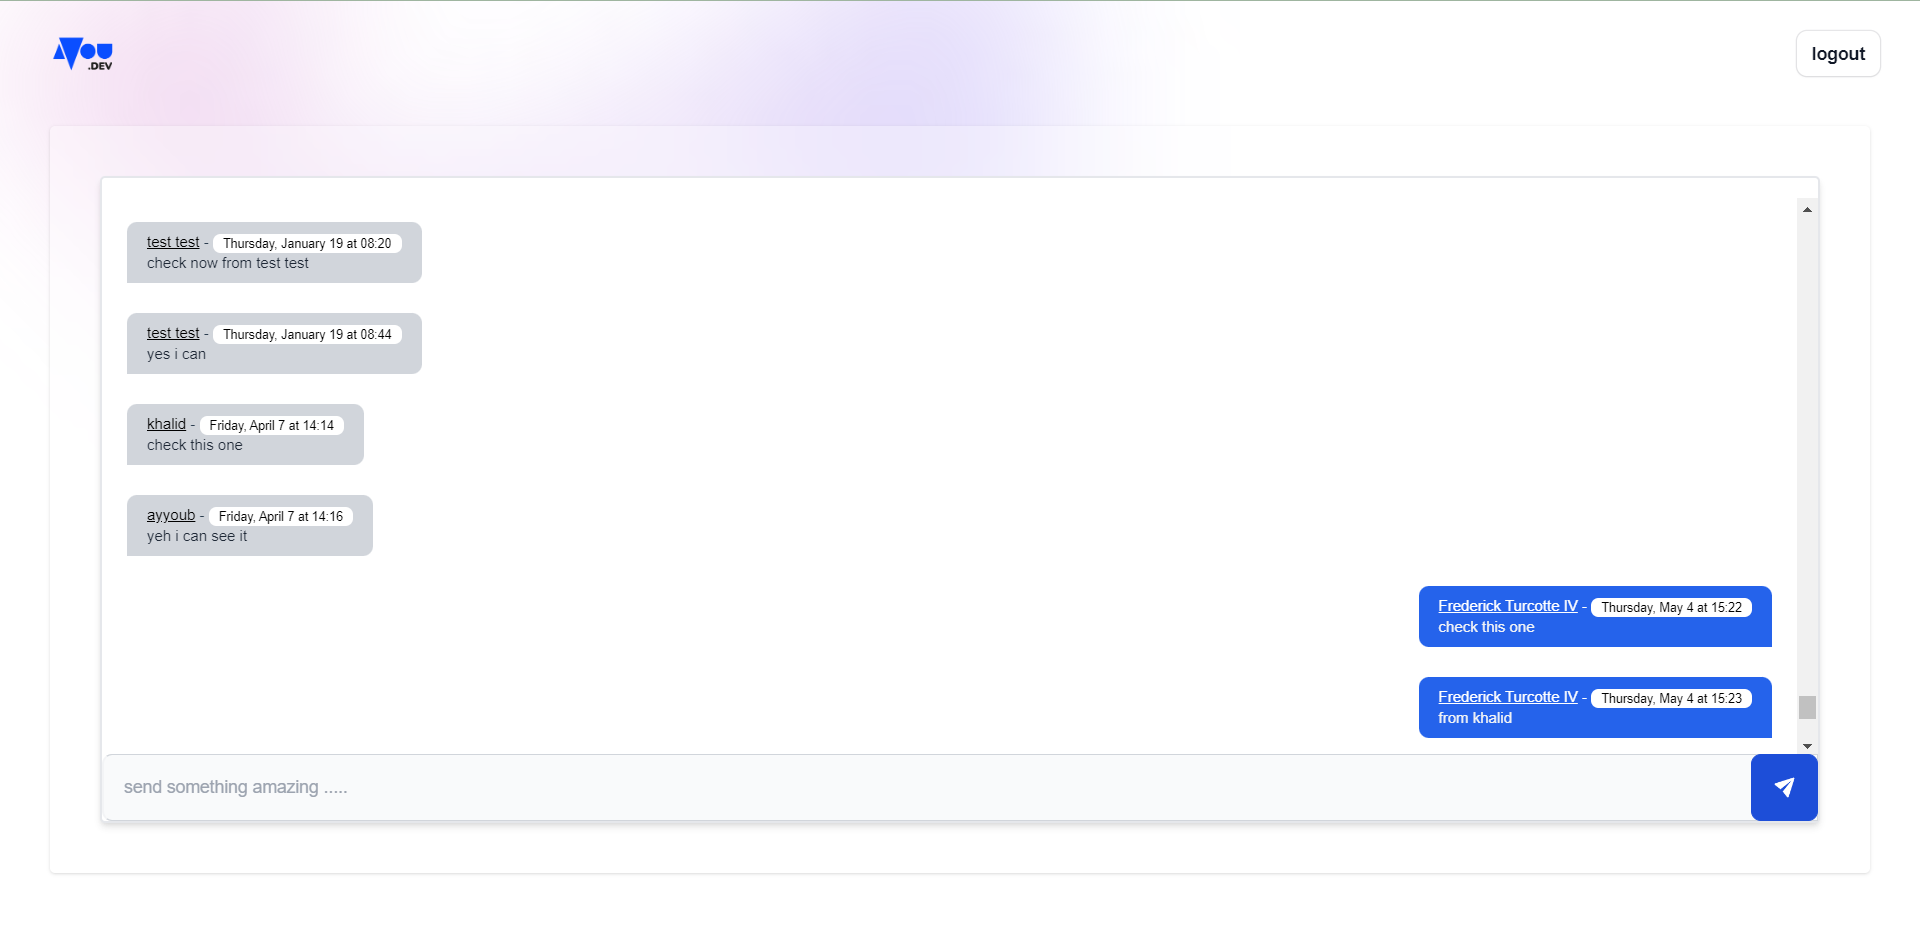 AYou
.DEV
logout
test test - Thursday, January 19 at 08:20
check now from test test
test test - Thursday, January 19 at 08:44
yes i can
khalid - Friday, April 7 at 14:14
check this one
ayyoub - Friday, April 7 at 14:16
yeh i can see it
Frederick Turcotte IV - Thursday, May 4 at 15:22
check this one
Frederick Turcotte IV - Thursday, May 4 at 15:23
from khalid
send something amazing .....